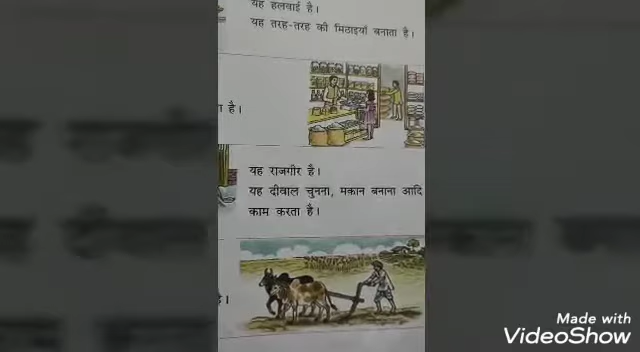 यह हलवाई है।
यह तरह-तरह की मिठाइयाँ बनाता है।
है।
यह राजगीर है।
यह दीवाल चुनना, मकान बनाना आदि
काम करता है।
है।
Made with
VideoShow